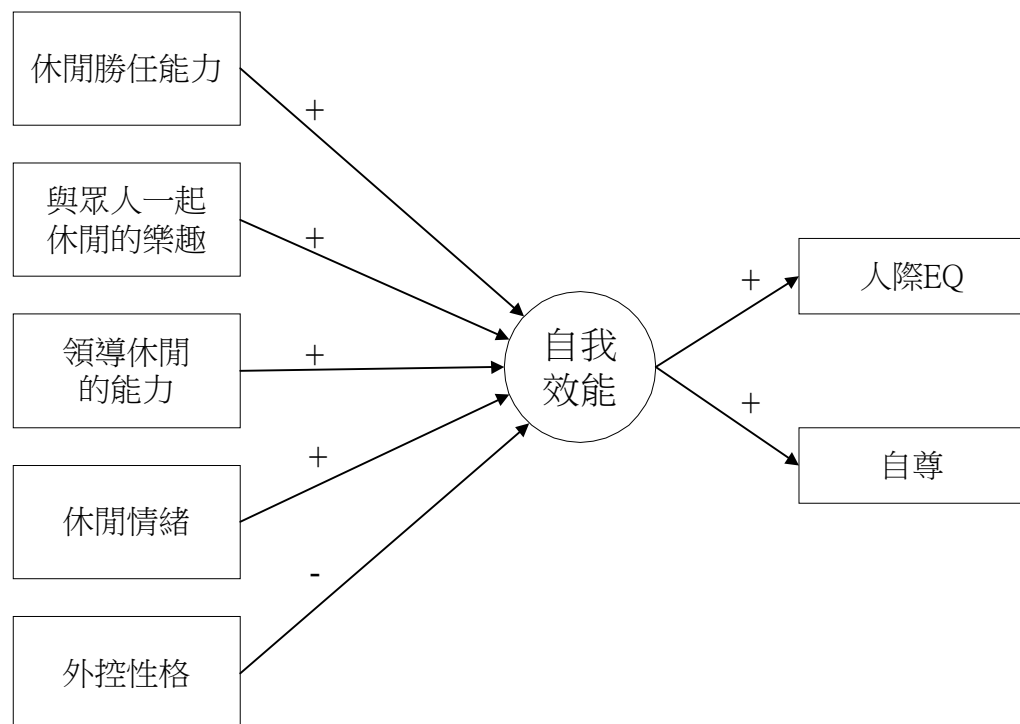 休閒勝任能力
+
與眾人一起
休閒的樂趣
+
領導休閒
的能力
+
休閒情緒
+
外控性格
-
自我
效能
+
人際EQ
+
自尊